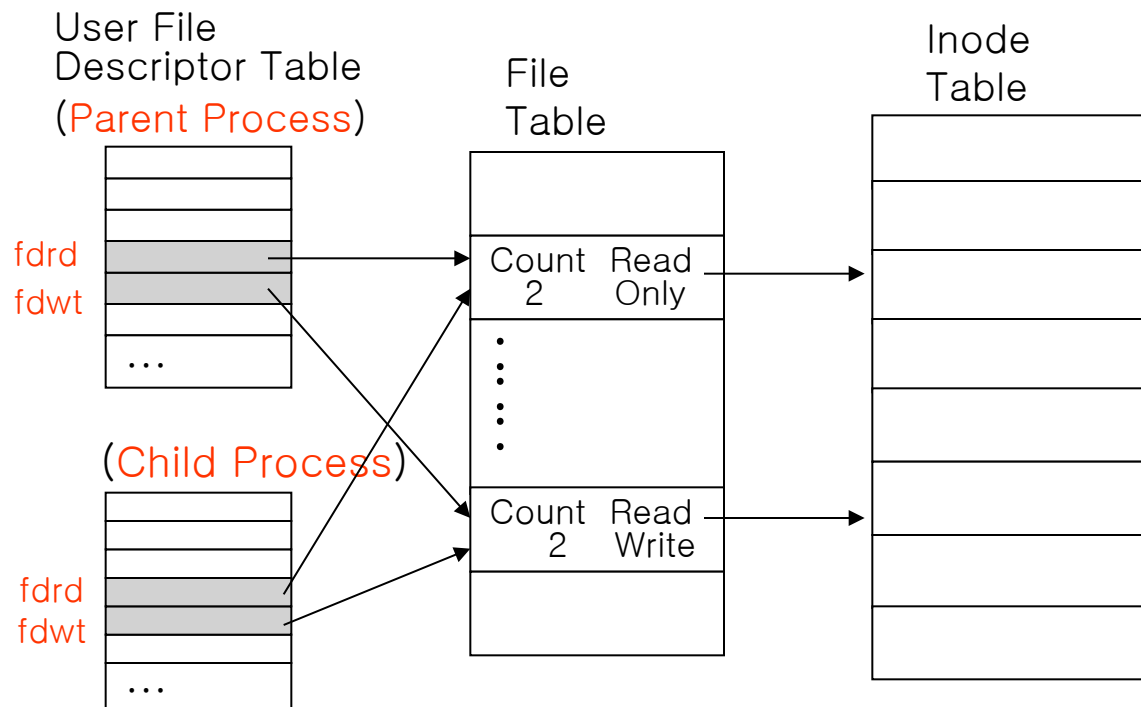 User File
Descriptor Table
(Parent Process)
fdrd
fdwt
...
(Child Process)
fdrd
fdwt
...
File
Table
Count Read
2 Only
Count Read
2 Write
Inode
Table